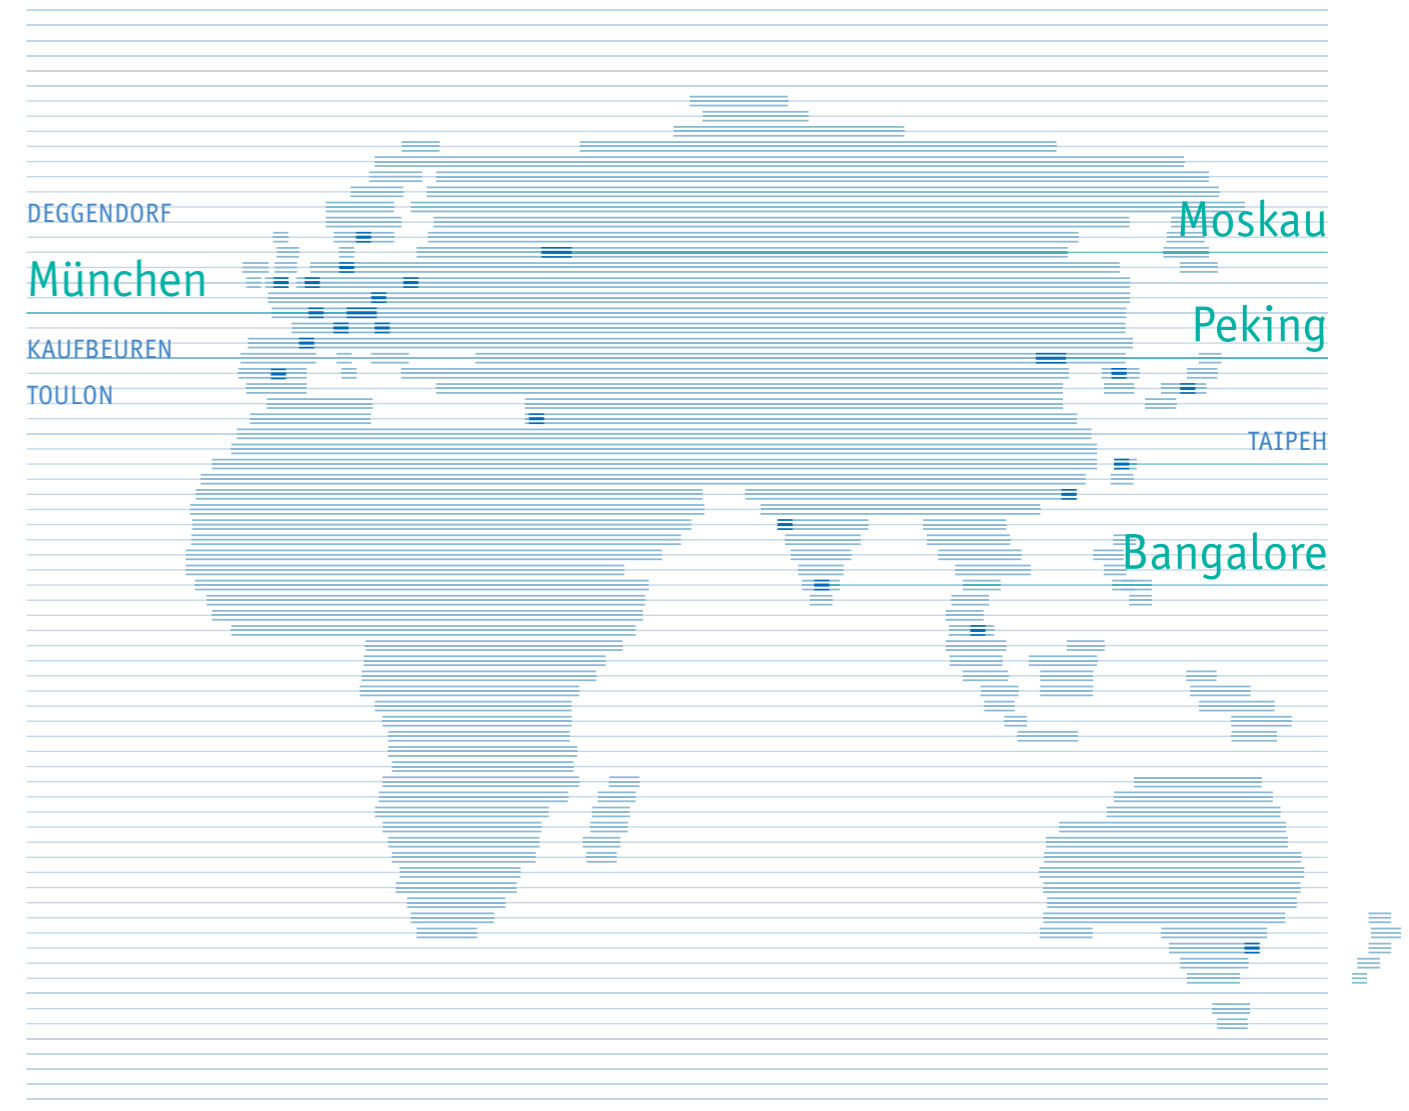 DEGGENDORF
Moskau
München
Peking
KAUFBEUREN
TOULON
TAIPEH
Bangalore